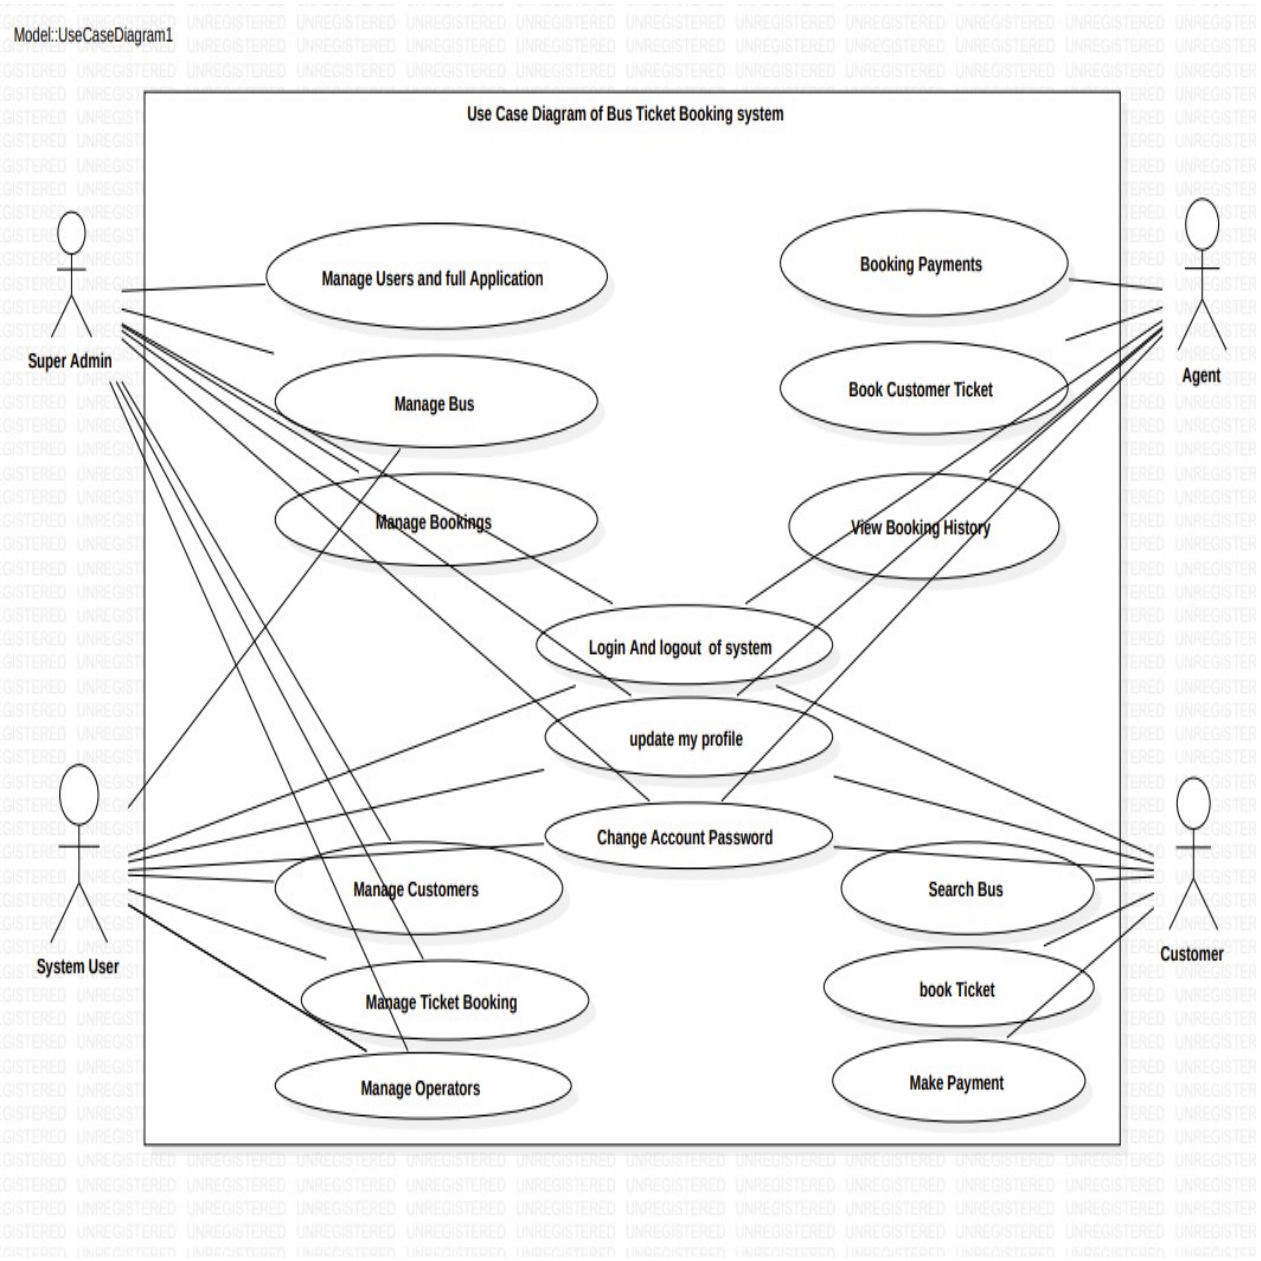 Model::UseCaseDiagram1
Use Case Diagram of Bus Ticket Booking system
Manage Users and full Application
Booking Payments
Super Admin
Agent
Manage Bus
Book Customer Ticket
Manage Bookings
View Booking History
Login And logout of system
update my profile
Change Account Password
Manage Customers
Search Bus
System User
Customer
Manage Ticket Booking
book Ticket
Manage Operators
Make Payment
UNREGISTERED